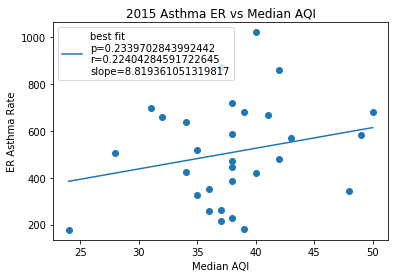 2015 Asthma ER vs Median AQI
best fit
p=0.2339702843992442
r=0.22404284591722645
slope=8.819361051319817
ER Asthma Rate
1000
800
600
400
200
25
30
35
40
45
50
Median AQI